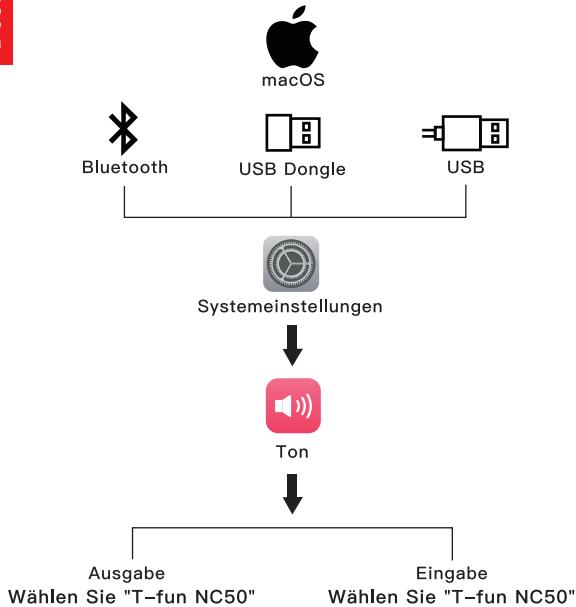 macOS
Bluetooth
USB Dongle
USB
Systemeinstellungen
Ton
Ausgabe
Wählen Sie "T–fun NC50"
Eingabe
Wählen Sie "T–fun NC50"